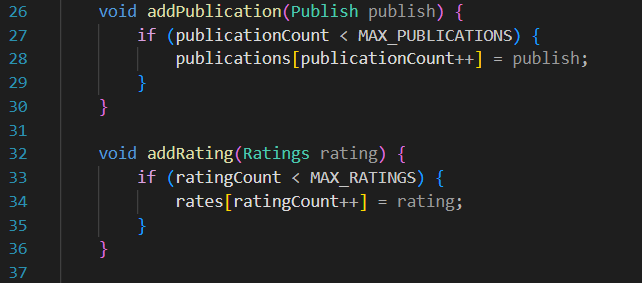 26 void addPublication(Publish publish) {
27 if (publicationCount < MAX_PUBLICATIONS) {
28 publications[publicationCount++] = publish;
29 }
30 }
31
32 void addRating(Ratings rating) {
33 if (ratingCount < MAX_RATINGS) {
34 rates[ratingCount++] = rating;
35 }
36 }
37